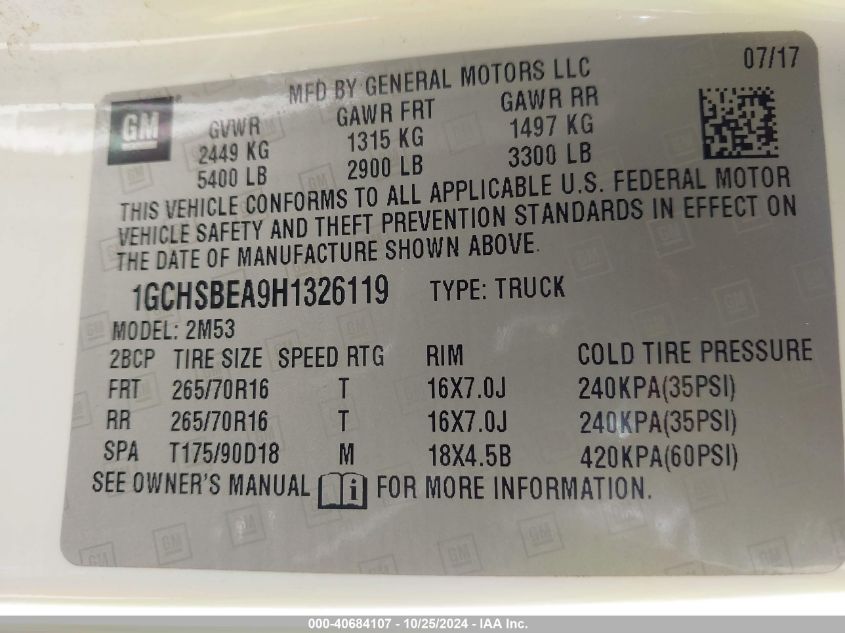 MFD BY GENERAL MOTORS LLC 07/17
GM
GVWR GAWR FRT GAWR RR
2449 KG 1315 KG 1497 KG
5400 LB 2900 LB 3300 LB
THIS VEHICLE CONFORMS TO ALL APPLICABLE U.S. FEDERAL MOTOR
VEHICLE SAFETY AND THEFT PREVENTION STANDARDS IN EFFECT ON
THE DATE OF MANUFACTURE SHOWN ABOVE.
1GCHSBEA9H1326119 TYPE: TRUCK
MODEL: 2M53
2BCP TIRE SIZE SPEED RTG RIM COLD TIRE PRESSURE
FRT 265/70R16 T 16X7.0J 240KPA(35PSI)
RR 265/70R16 T 16X7.0J 240KPA(35PSI)
SPA T175/90D18 M 18X4.5B 420KPA(60PSI)
SEE OWNER'S MANUAL i FOR MORE INFORMATION.
000-40684107 - 10/25/2024 - IAA Inc.